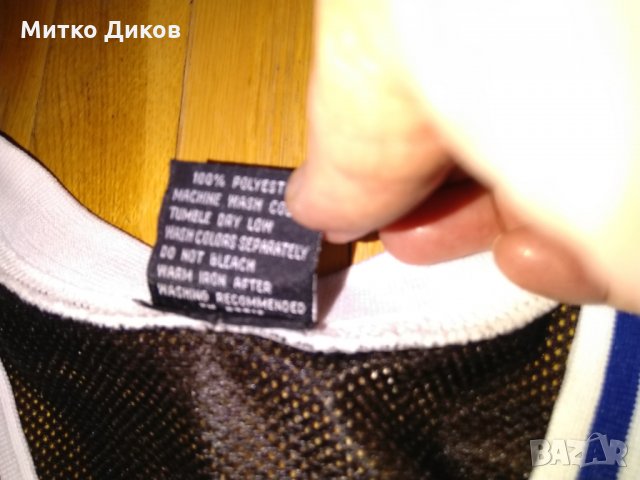 Митко Диков
100% POLYEST
MACHINE WASH CO
TUMBLE DRY LOW
WASH COLORS SEPARATELY
DO NOT BLEACH
WARM IRON AFTER
WASHING RECOMMENDED
BAZAR